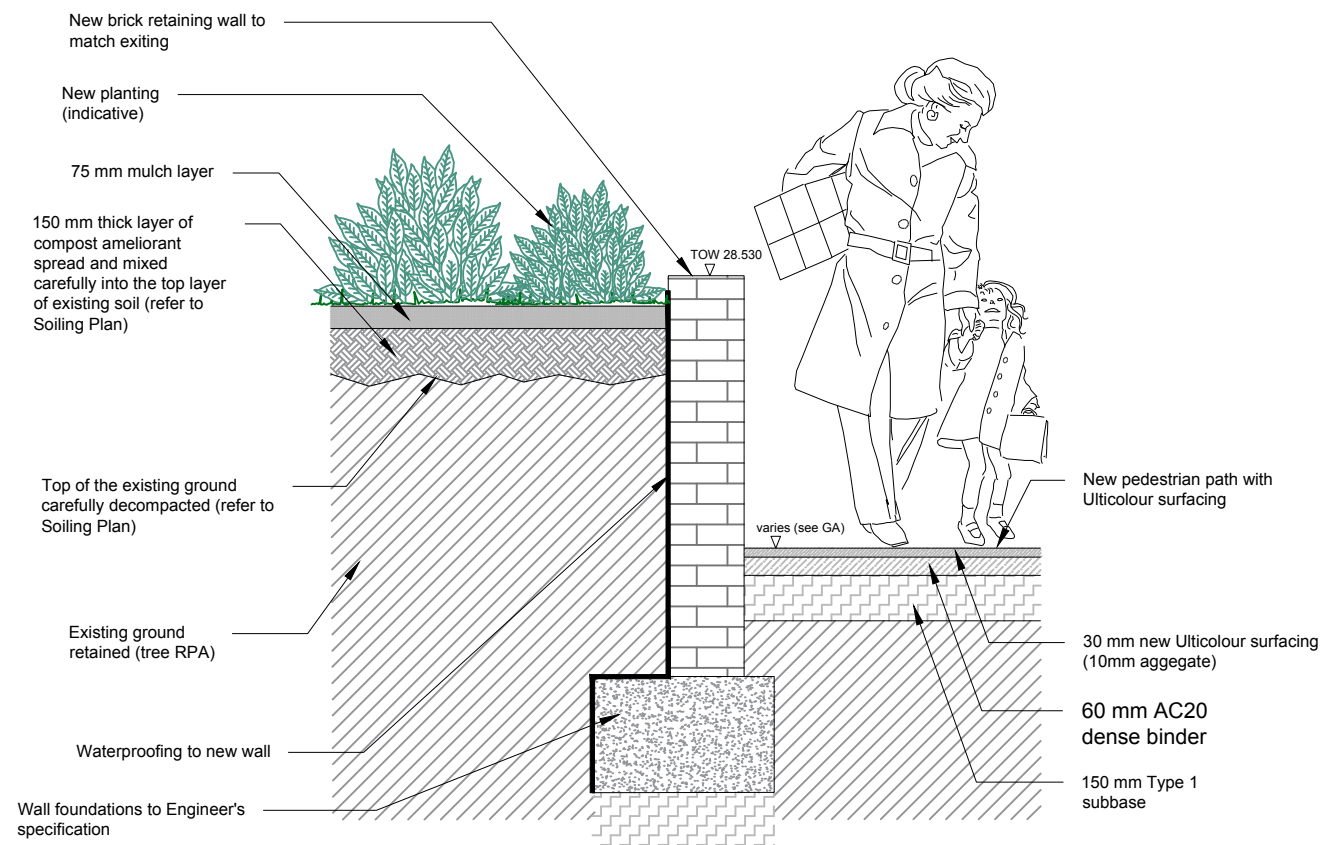 New brick retaining wall to
match exiting
New planting
(indicative)
75 mm mulch layer
150 mm thick layer of
compost ameliorant
spread and mixed
carefully into the top layer
of existing soil (refer to
Soiling Plan)
Top of the existing ground
carefully decompacted (refer to
Soiling Plan)
Existing ground
retained (tree RPA)
Waterproofing to new wall
Wall foundations to Engineer's
specification
TOW 28.530
varies (see GA)
New pedestrian path with
Ulticolour surfacing
30 mm new Ulticolour surfacing
(10mm aggegate)
60 mm AC20
dense binder
150 mm Type 1
subbase